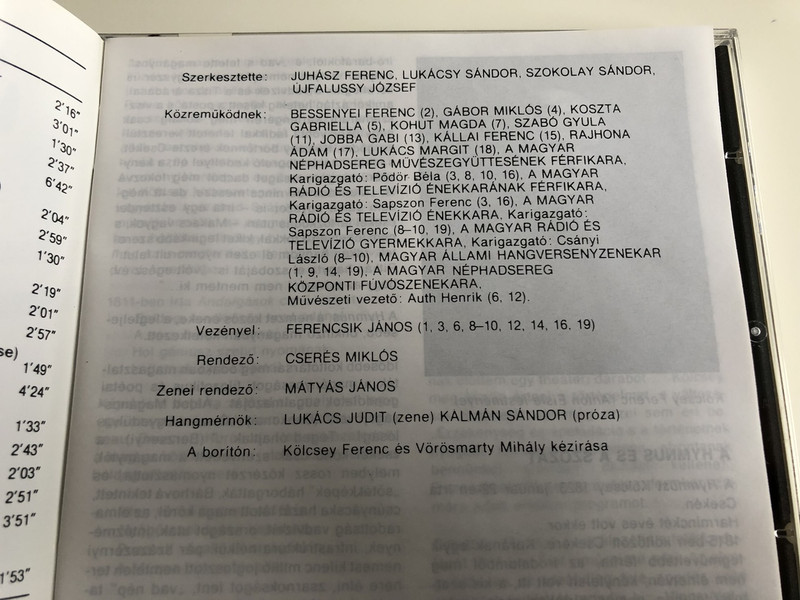 2'16"
3'01"
1'30"
2'37"
6'42"
2'04"
2'59"
1'30"
2'19"
2'01"
2'57"
se)
1'49"
4'24"
1'33"
2'43"
2'03"
2'51"
3'51"
1'53"
Szerkesztette: JUHÁSZ FERENC, LUKÁCSY SÁNDOR, SZOKOLAY SÁNDOR,
ÚJFALUSSY JÓZSEF
Közreműködnek: BESSENYEI FERENC (2), GÁBOR MIKLÓS (4), KOSZTA
GABRIELLA (5), KOHUT MAGDA (7), SZABÓ GYULA
(11), JOBBA GABI (13), KÁLLAI FERENC (15), RAJHONA
ÁDÁM (17), LUKÁCS MARGIT (18), A MAGYAR
NÉPHADSEREG MŰVÉSZEGYÜTTESÉNEK FÉRFIKARA,
Karigazgató: Pödör Béla (3, 8, 10, 16), A MAGYAR
RÁDIÓ ÉS TELEVÍZIÓ ÉNEKKARÁNAK FÉRFIKARA,
Karigazgató: Sapszon Ferenc (3, 16), A MAGYAR
RÁDIÓ ÉS TELEVÍZIÓ ÉNEKKARA, Karigazgató:
Sapszon Ferenc (8–10, 19), A MAGYAR RÁDIÓ ÉS
TELEVÍZIÓ GYERMEKKARA, Karigazgató: Csányi
László (8–10), MAGYAR ÁLLAMI HANGVERSENYZENEKAR
(1, 9, 14, 19), A MAGYAR NÉPHADSEREG
KÖZPONTI FÚVÓSZENEKARA,
Művészeti vezető: Auth Henrik (6, 12).
Vezényel: FERENCSIK JÁNOS (1, 3, 6, 8–10, 12, 14, 16, 19)
Rendező: CSERÉS MIKLÓS
Zenei rendező: MÁTYÁS JÁNOS
Hangmérnök: LUKÁCS JUDIT (zene) KALMÁN SÁNDOR (próza)
A borítón: Kölcsey Ferenc és Vörösmarty Mihály kézírása